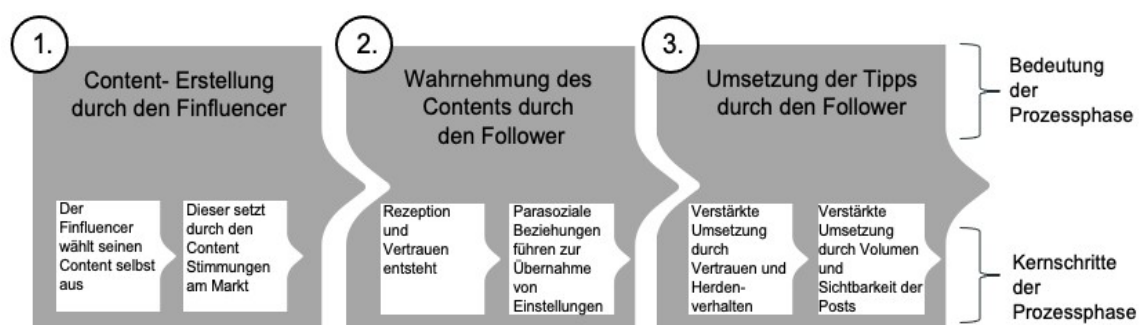 1.
Content- Erstellung
durch den Finfluencer
Der
Finfluencer
wählt seinen
Content selbst
aus
Dieser setzt
durch den
Content
Stimmungen
am Markt
2.
Wahrnehmung des
Contents durch
den Follower
Rezeption
und
Vertrauen
entsteht
Parasoziale
Beziehungen
führen zur
Übernahme
von
Einstellungen
3.
Umsetzung der Tipps
durch den Follower
Verstärkte
Umsetzung
durch
Vertrauen und
Herden-
verhalten
Verstärkte
Umsetzung
durch Volumen
und
Sichtbarkeit der
Posts
Bedeutung
der
Prozessphase
Kernschritte
der
Prozessphase